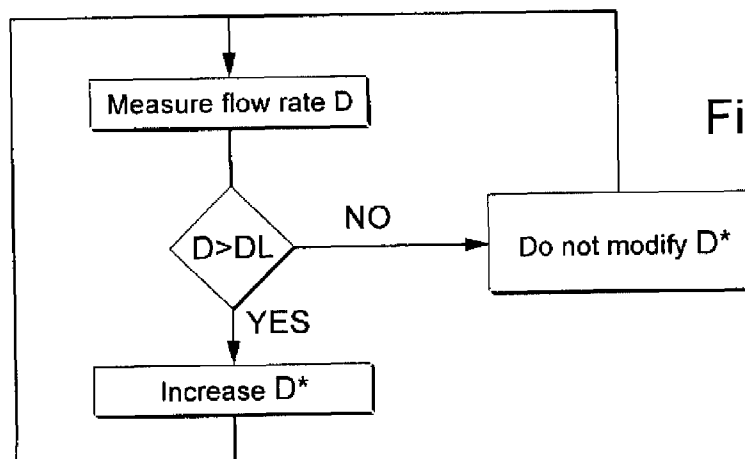 Measure flow rate D
Fi
D>DL
NO
Do not modify D*
YES
Increase D*